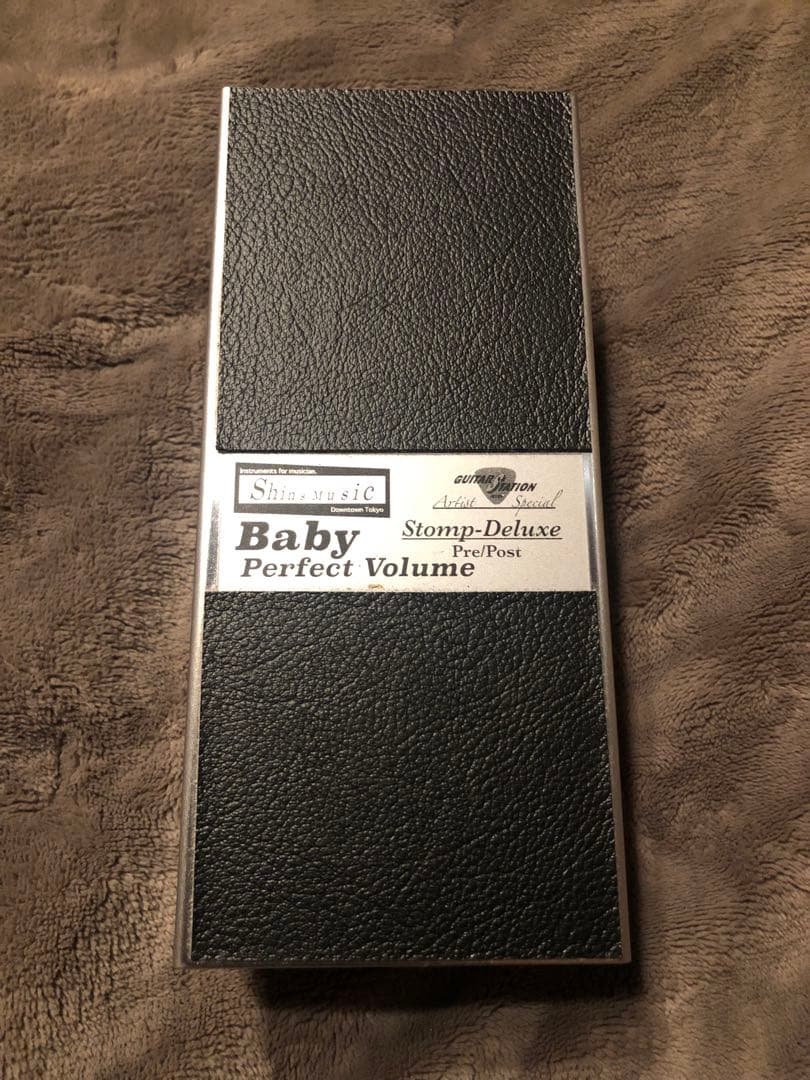 Instruments for musician.
Shin's Music
Downtown Tokyo
GUITAR STATION
Artist Special
Baby
Stomp-Deluxe
Pre/Post
Perfect Volume